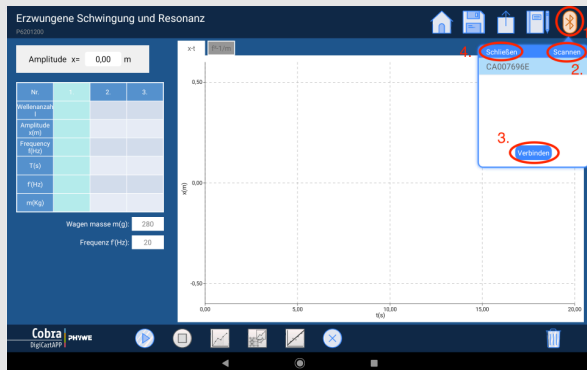 Erzwungene Schwingung und Resonanz
P6201200
1.
Amplitude x= 0,00 m
x-t F-1/m
4. Schließen Scannen
2.
CA007696E
3.
Verbinden
Nr. 1 2. 3.
Wellenanzahl
Amplitude
x(m)
Frequency
f(Hz)
T(s)
f'(Hz)
m(Kg)
Wagen masse m(g): 280
Frequenz f'(Hz): 20
0,50
0,00
-0,50
x(m)
0,00 5,00 10,00 15,00 20,00
t(s)
Cobra PHYWE
DigiCartAPP